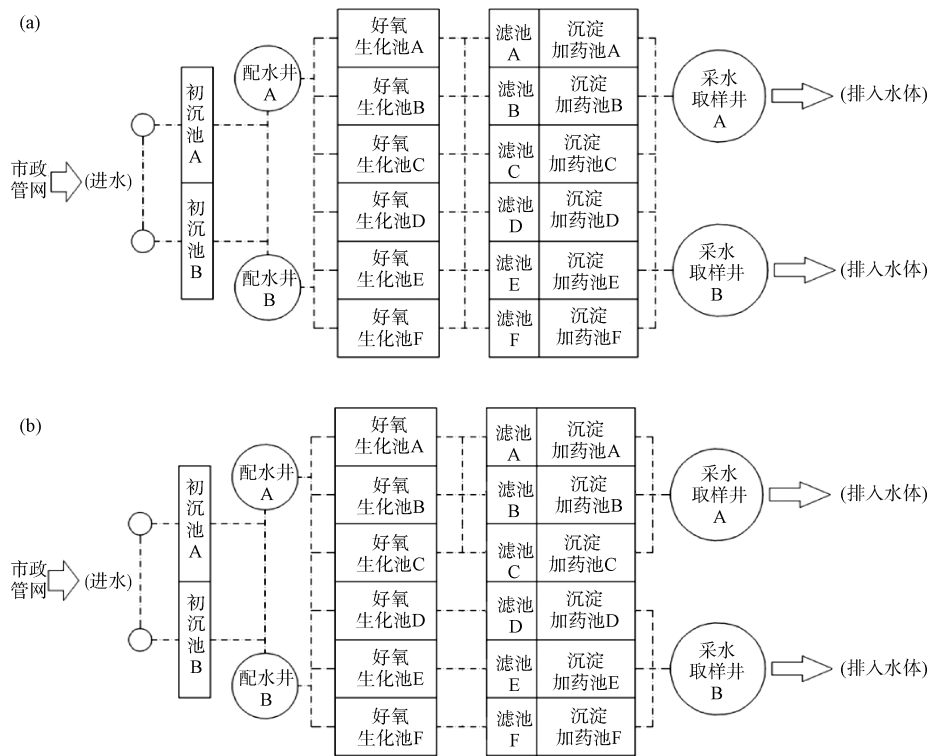 (a)
市政
管网
(进水)
初
沉
池
A
初
沉
池
B
配水井
A
配水井
B
好氧
生化池A
好氧
生化池B
好氧
生化池C
好氧
生化池D
好氧
生化池E
好氧
生化池F
滤池
A
滤池
B
滤池
C
滤池
D
滤池
E
滤池
F
沉淀
加药池A
沉淀
加药池B
沉淀
加药池C
沉淀
加药池D
沉淀
加药池E
沉淀
加药池F
采水
取样井
A
(排入水体)
采水
取样井
B
(排入水体)
(b)
市政
管网
(进水)
初
沉
池
A
初
沉
池
B
配水井
A
配水井
B
好氧
生化池A
好氧
生化池B
好氧
生化池C
好氧
生化池D
好氧
生化池E
好氧
生化池F
滤池
A
滤池
B
滤池
C
滤池
D
滤池
E
滤池
F
沉淀
加药池A
沉淀
加药池B
沉淀
加药池C
沉淀
加药池D
沉淀
加药池E
沉淀
加药池F
采水
取样井
A
(排入水体)
采水
取样井
B
(排入水体)